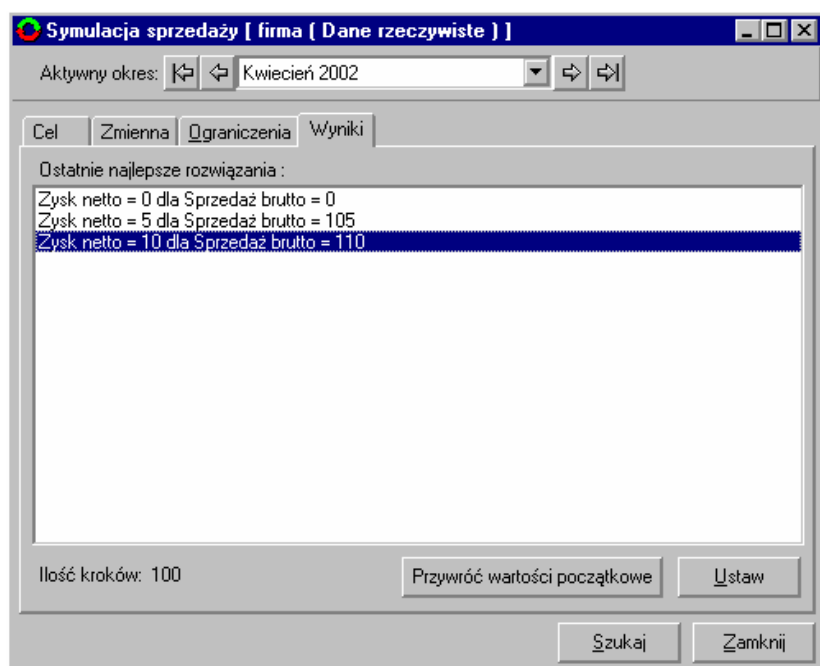 Symulacja sprzedaży [ firma ( Dane rzeczywiste ) ]
Aktywny okres: Kwiecień 2002
Cel Zmienna Ograniczenia Wyniki
Ostatnie najlepsze rozwiązania :
Zysk netto = 0 dla Sprzedaż brutto = 0
Zysk netto = 5 dla Sprzedaż brutto = 105
Zysk netto = 10 dla Sprzedaż brutto = 110
Ilość kroków: 100 Przywróć wartości początkowe Ustaw
Szukaj Zamknij